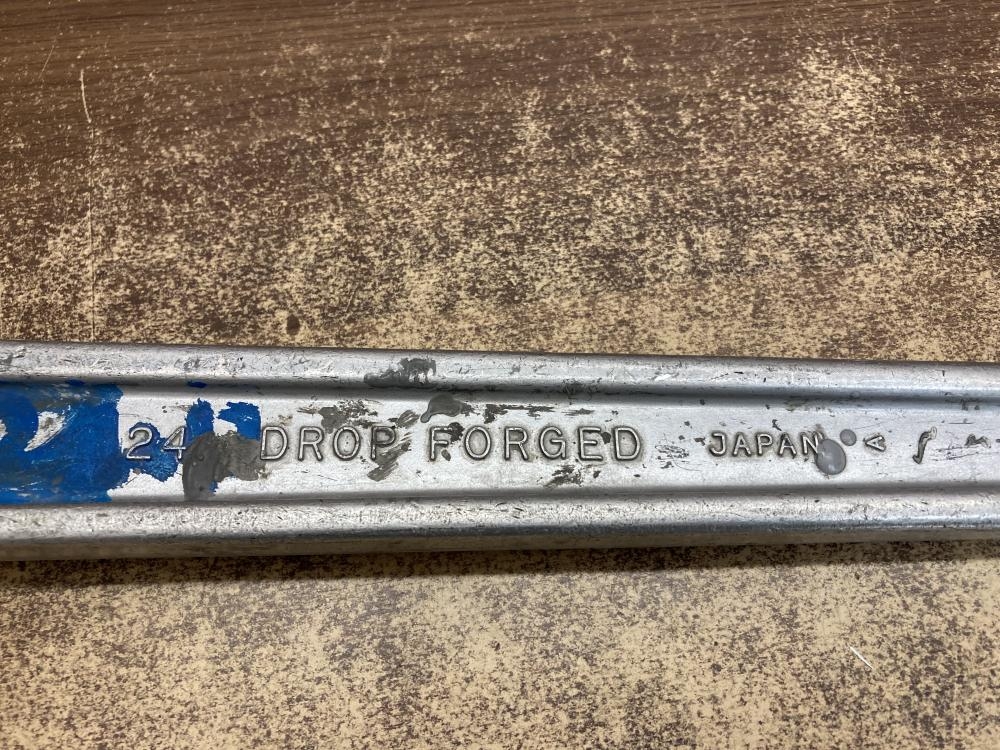 24 DROP FORGED JAPAN <